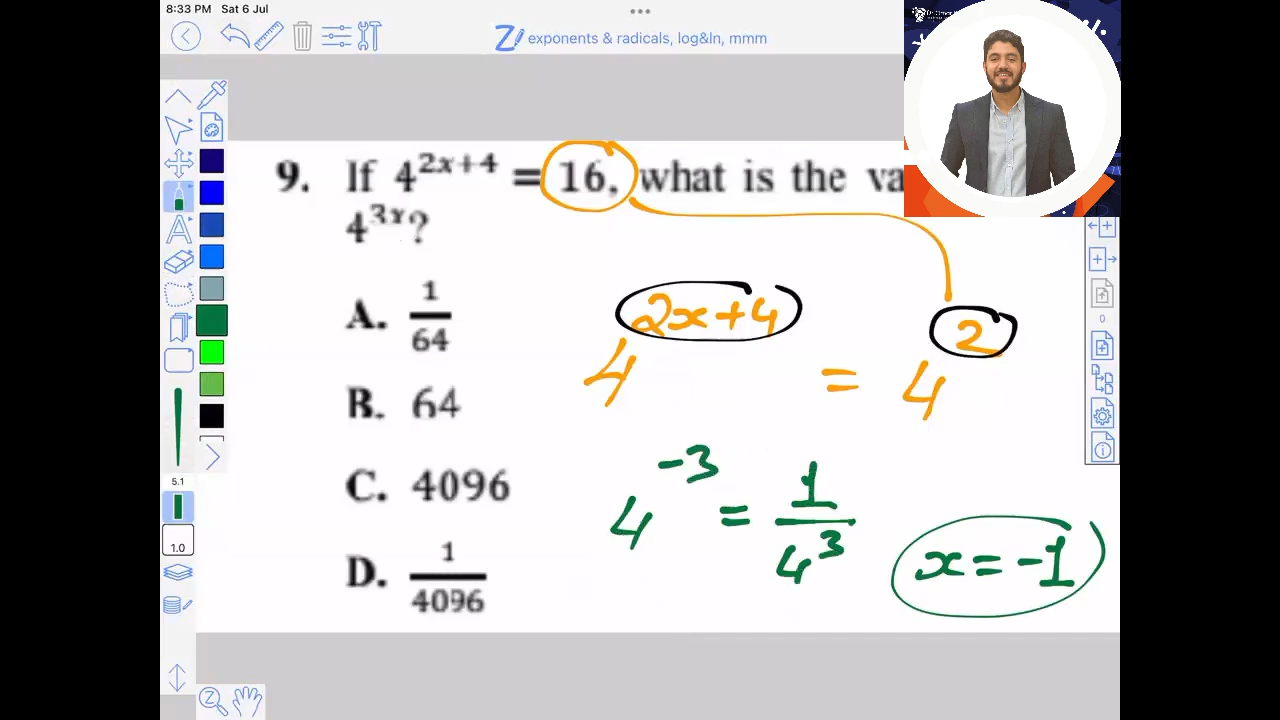 8:33 PM Sat 6 Jul
exponents & radicals, log&ln, mmm
9. If 4^{2x+4} = 16, what is the va
4^{3x}?
A. 1/64
B. 64
C. 4096
D. 1/4096
4^{2x+4} = 4^2
4^{-3} = 1/4^3
x = -1
5.1
1.0
0